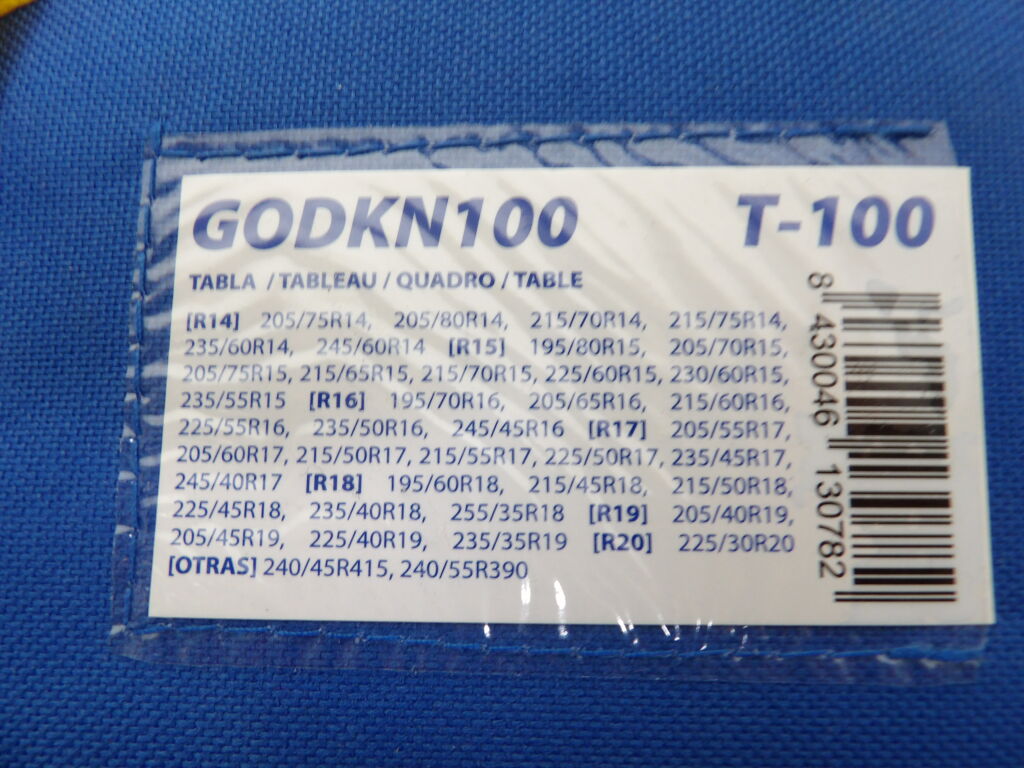 GODKN100 T-100
TABLA / TABLEAU / QUADRO / TABLE
[R14] 205/75R14, 205/80R14, 215/70R14, 215/75R14,
235/60R14, 245/60R14 [R15] 195/80R15, 205/70R15,
205/75R15, 215/65R15, 215/70R15, 225/60R15, 230/60R15,
235/55R15 [R16] 195/70R16, 205/65R16, 215/60R16,
225/55R16, 235/50R16, 245/45R16 [R17] 205/55R17,
205/60R17, 215/50R17, 215/55R17, 225/50R17, 235/45R17,
245/40R17 [R18] 195/60R18, 215/45R18, 215/50R18,
225/45R18, 235/40R18, 255/35R18 [R19] 205/40R19,
205/45R19, 225/40R19, 235/35R19 [R20] 225/30R20
[OTRAS] 240/45R415, 240/55R390
8 430046 130782